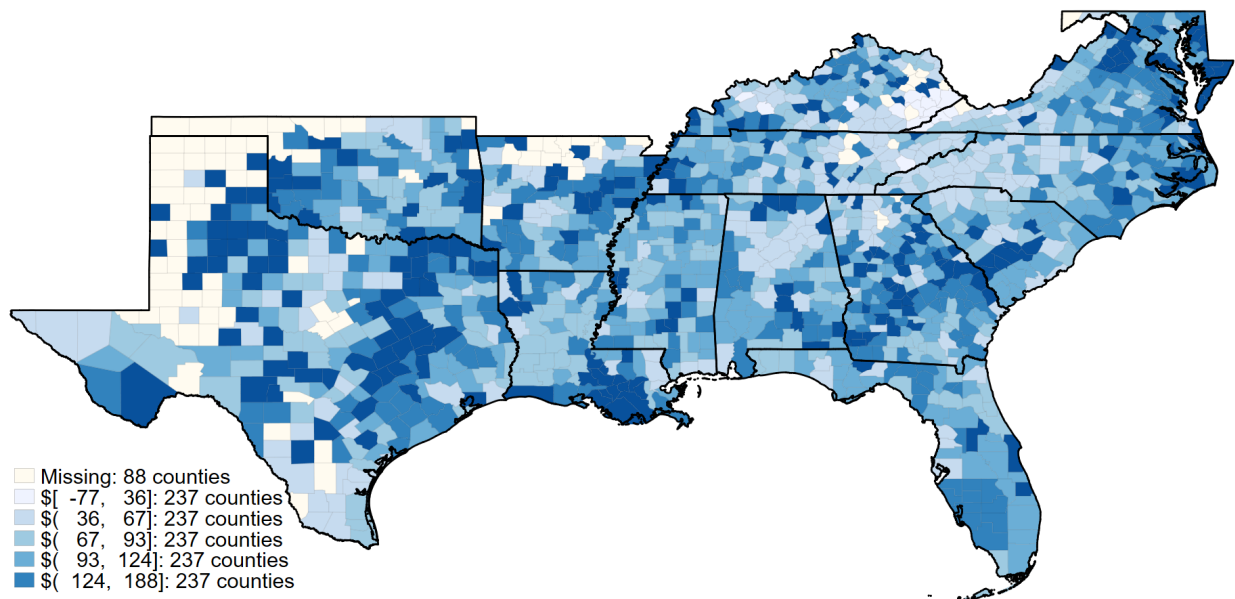 Missing: 88 counties
$[ -77, 36]: 237 counties
$( 36, 67]: 237 counties
$( 67, 93]: 237 counties
$( 93, 124]: 237 counties
$( 124, 188]: 237 counties